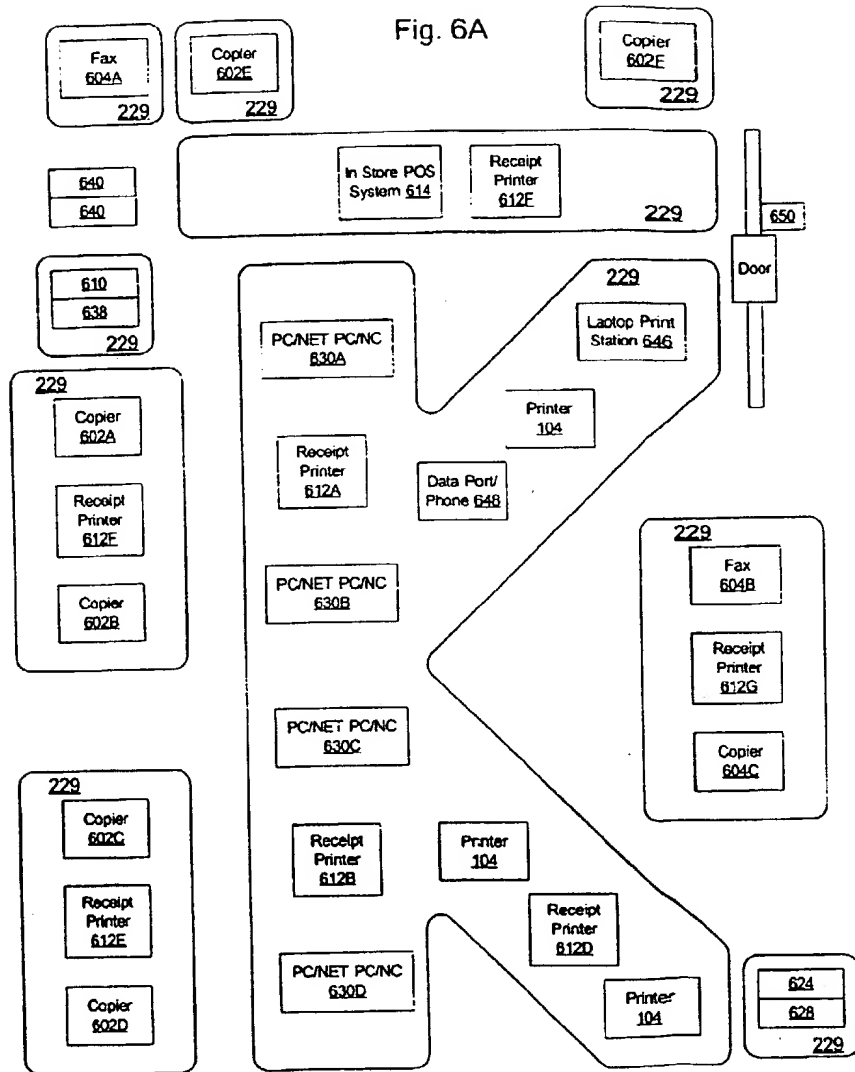 Fig. 6A
Fax
604A
229
Copier
602E
229
Copier
602F
229
640
640
In Store POS
System 614
Receipt
Printer
612F
229
650
Door
610
638
229
229
PC/NET PC/NC
630A
Laptop Print
Station 646
Printer
104
Receipt
Printer
612A
Data Port/
Phone 648
PC/NET PC/NC
630B
PC/NET PC/NC
630C
Receipt
Printer
612B
Printer
104
Receipt
Printer
612D
PC/NET PC/NC
630D
Printer
104
229
Copier
602A
Receipt
Printer
612F
Copier
602B
229
Fax
604B
Receipt
Printer
612G
Copier
604C
229
Copier
602C
Receipt
Printer
612E
Copier
602D
624
628
229